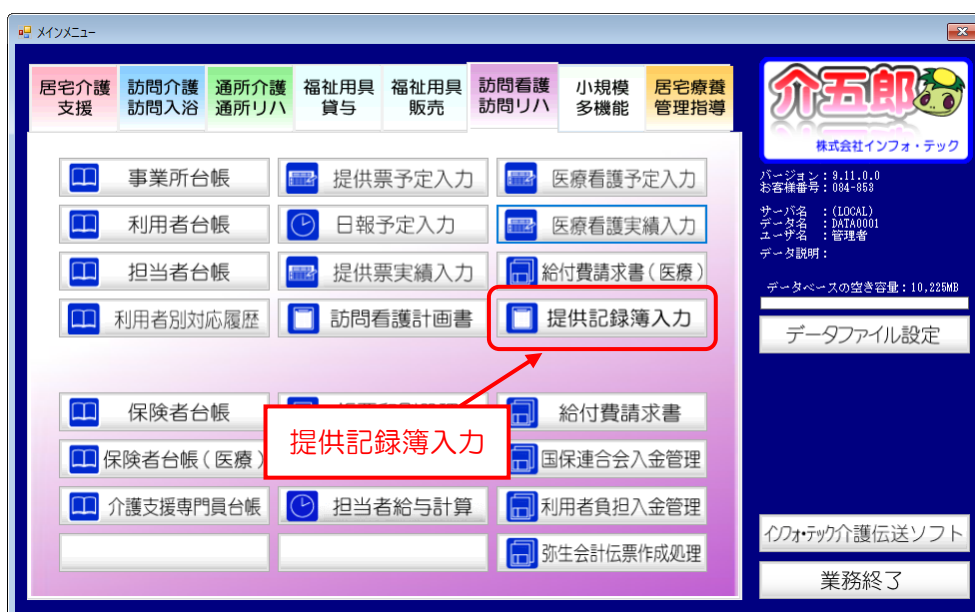 メインメニュー
居宅介護
支援
訪問介護
訪問入浴
通所介護
通所リハ
福祉用具
貸与
福祉用具
販売
訪問看護
訪問リハ
小規模
多機能
居宅療養
管理指導
介五郎
株式会社インフォ・テック
バージョン：9.11.0.0
お客様番号：084-853
サーバ名 ：(LOCAL)
データ名 ：DATA0001
ユーザ名 ：管理者
データ説明：
データベースの空き容量：10,225MB
データファイル設定
事業所台帳
提供票予定入力
医療看護予定入力
利用者台帳
日報予定入力
医療看護実績入力
担当者台帳
提供票実績入力
給付費請求書(医療)
利用者別対応履歴
訪問看護計画書
提供記録簿入力
保険者台帳
給付費請求書
提供記録簿入力
保険者台帳(医療)
国保連合会入金管理
介護支援専門員台帳
担当者給与計算
利用者負担入金管理
弥生会計伝票作成処理
インフォ・テック介護伝送ソフト
業務終了